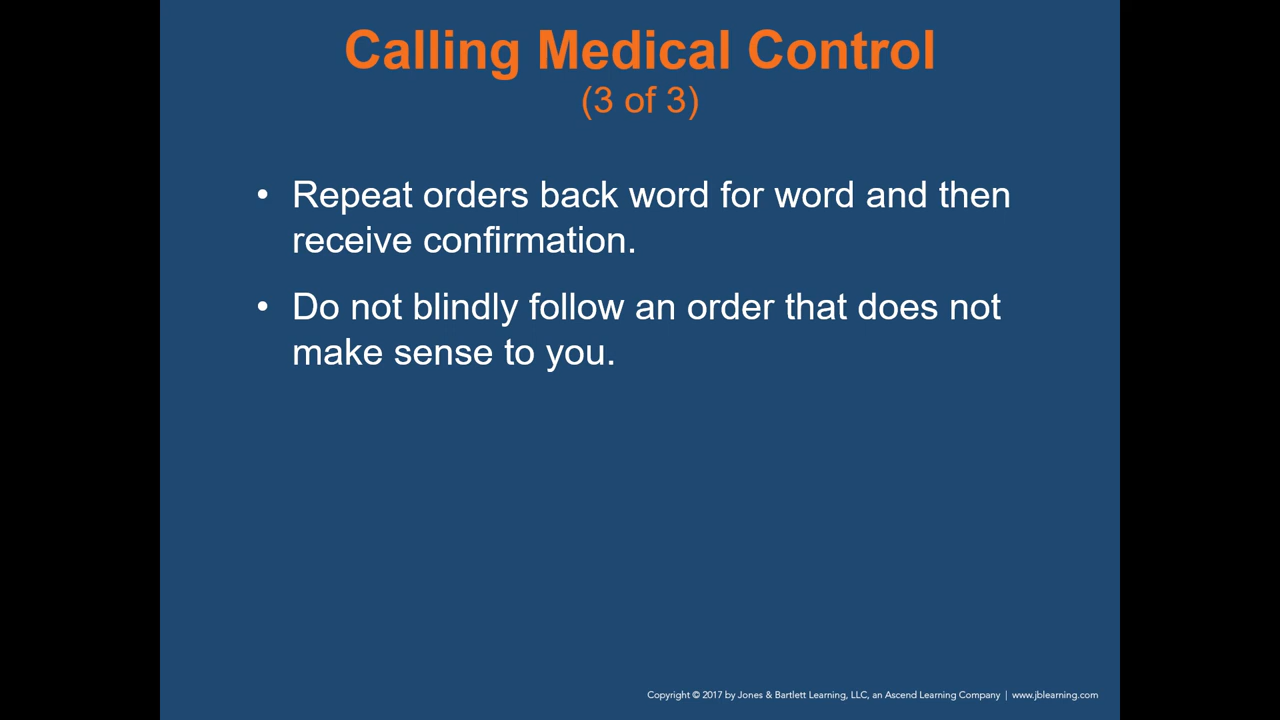 Calling Medical Control
(3 of 3)
• Repeat orders back word for word and then
receive confirmation.
• Do not blindly follow an order that does not
make sense to you.
Copyright © 2017 by Jones & Bartlett Learning, LLC, an Ascend Learning Company | www.jblearning.com